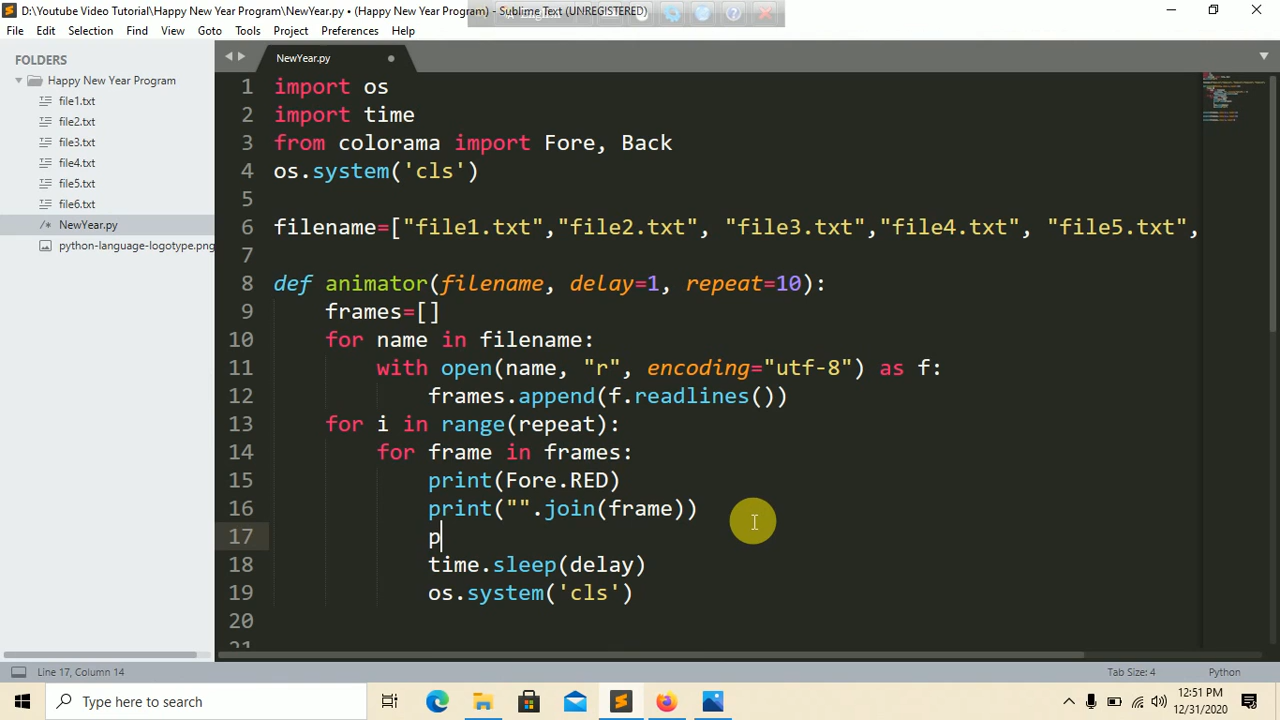 D:\Youtube Video Tutorial\Happy New Year Program\NewYear.py • (Happy New Year Program) - Sublime Text (UNREGISTERED)
File Edit Selection Find View Goto Tools Project Preferences Help
FOLDERS
Happy New Year Program
file1.txt
file2.txt
file3.txt
file4.txt
file5.txt
file6.txt
NewYear.py
python-language-logotype.png
NewYear.py
1 import os
2 import time
3 from colorama import Fore, Back
4 os.system('cls')
5
6 filename=["file1.txt","file2.txt", "file3.txt","file4.txt", "file5.txt",
7
8 def animator(filename, delay=1, repeat=10):
9 frames=[]
10 for name in filename:
11 with open(name, "r", encoding="utf-8") as f:
12 frames.append(f.readlines())
13 for i in range(repeat):
14 for frame in frames:
15 print(Fore.RED)
16 print("".join(frame))
17 p
18 time.sleep(delay)
19 os.system('cls')
20
21
Line 17, Column 14
Tab Size: 4
Python
Type here to search
12:51 PM
12/31/2020